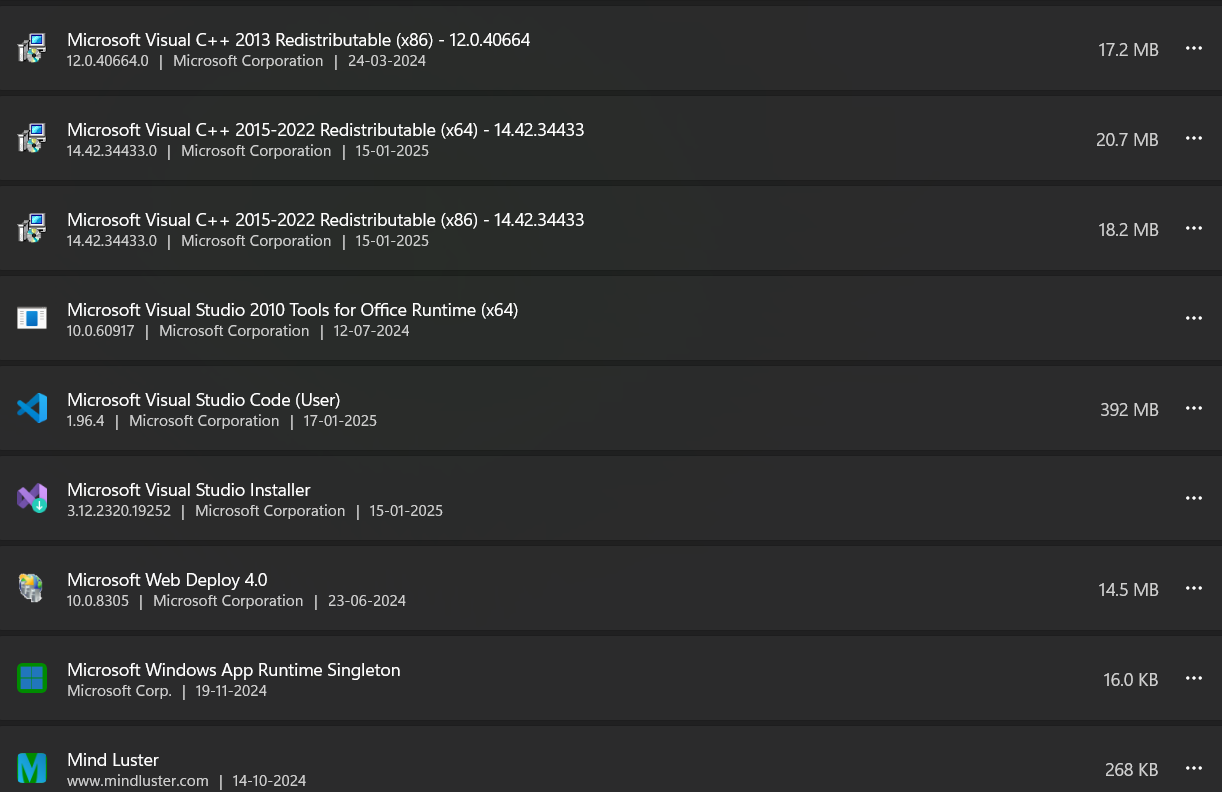 Microsoft Visual C++ 2013 Redistributable (x86) - 12.0.40664
12.0.40664.0 | Microsoft Corporation | 24-03-2024
17.2 MB
Microsoft Visual C++ 2015-2022 Redistributable (x64) - 14.42.34433
14.42.34433.0 | Microsoft Corporation | 15-01-2025
20.7 MB
Microsoft Visual C++ 2015-2022 Redistributable (x86) - 14.42.34433
14.42.34433.0 | Microsoft Corporation | 15-01-2025
18.2 MB
Microsoft Visual Studio 2010 Tools for Office Runtime (x64)
10.0.60917 | Microsoft Corporation | 12-07-2024
Microsoft Visual Studio Code (User)
1.96.4 | Microsoft Corporation | 17-01-2025
392 MB
Microsoft Visual Studio Installer
3.12.2320.19252 | Microsoft Corporation | 15-01-2025
Microsoft Web Deploy 4.0
10.0.8305 | Microsoft Corporation | 23-06-2024
14.5 MB
Microsoft Windows App Runtime Singleton
Microsoft Corp. | 19-11-2024
16.0 KB
Mind Luster
www.mindluster.com | 14-10-2024
268 KB